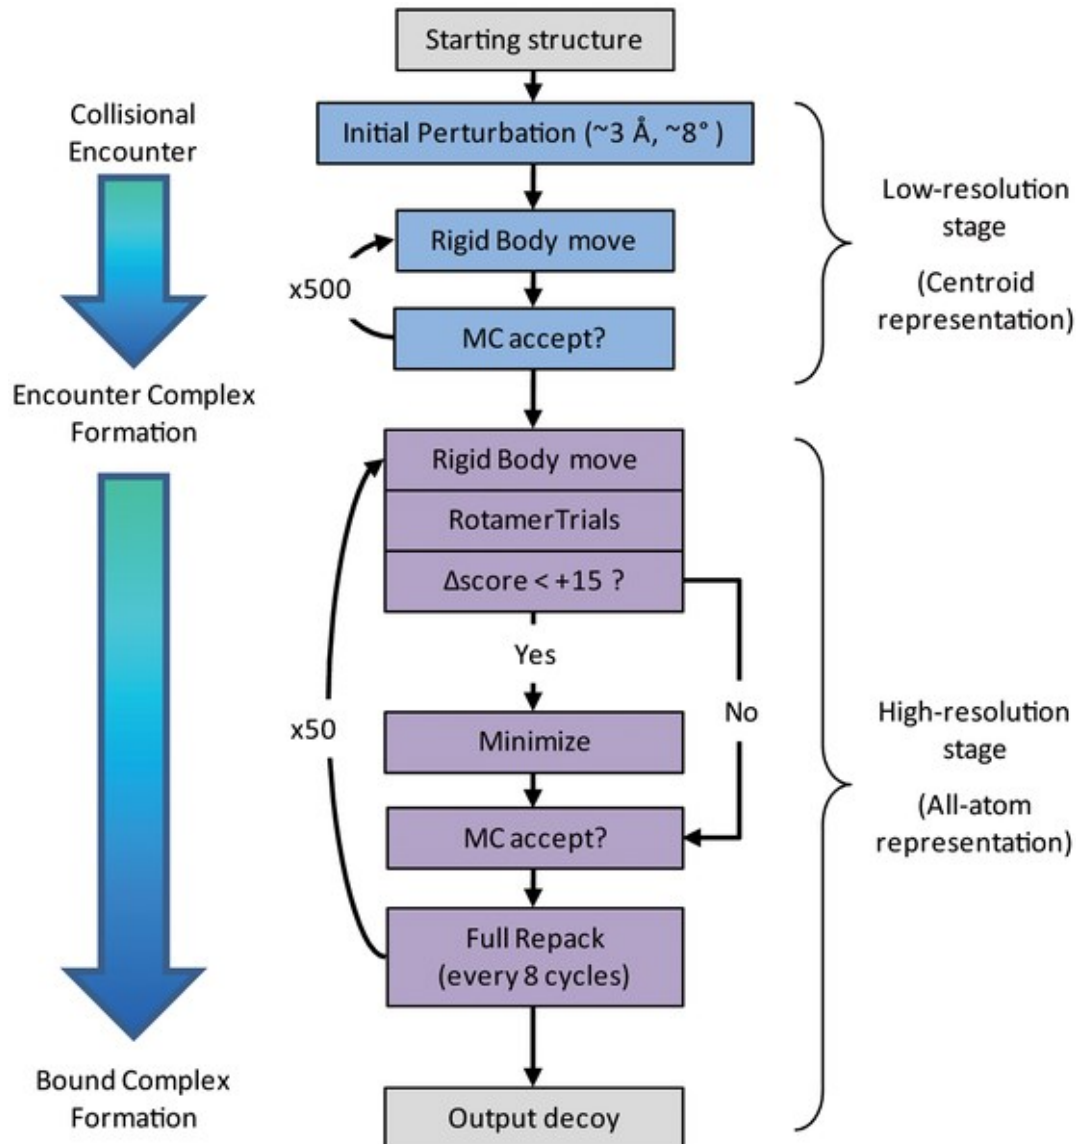 Starting structure
Collisional
Encounter
Initial Perturbation (~3 Å, ~8° )
Low-resolution
stage
(Centroid
representation)
Rigid Body move
x500
MC accept?
Encounter Complex
Formation
Rigid Body move
RotamerTrials
Δscore < +15 ?
Yes
No
x50
Minimize
High-resolution
stage
(All-atom
representation)
MC accept?
Full Repack
(every 8 cycles)
Bound Complex
Formation
Output decoy